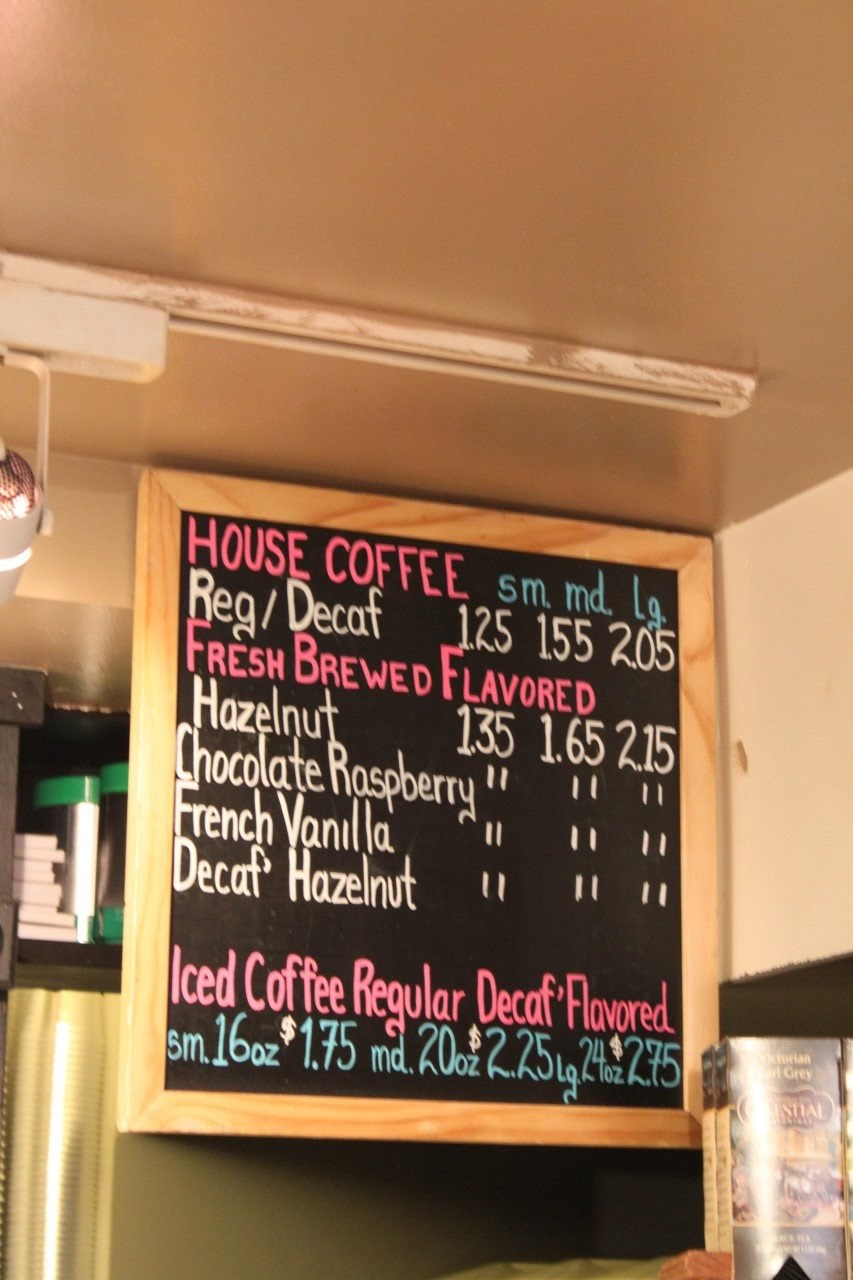 HOUSE COFFEE sm. md. lg.
Reg/Decaf 1.25 1.55 2.05
FRESH BREWED FLAVORED
Hazelnut 1.35 1.65 2.15
Chocolate Raspberry " " "
French Vanilla " " "
Decaf' Hazelnut " " "
Iced Coffee Regular Decaf' Flavored
sm. 16oz $1.75 md. 20oz $2.25 Lg. 24oz $2.75
Victorian
Earl Grey
CELESTIAL